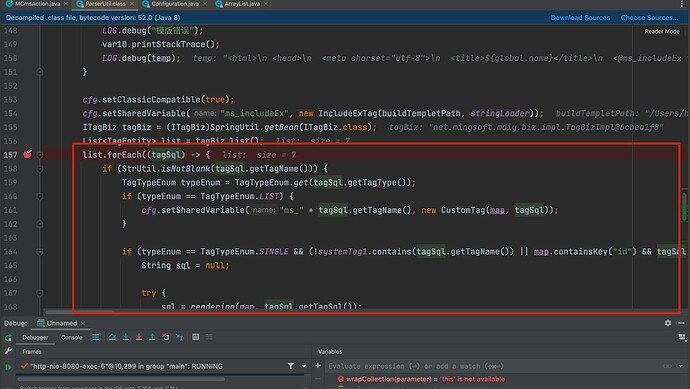 MCmsAction.java ParserUtil.class Configuration.java ArrayList.java
Decompiled .class file, bytecode version: 52.0 (Java 8) Download Sources... Choose Sources...
Reader Mode
148 LOG.debug("模版错误");
149 var10.printStackTrace();
150 LOG.debug(temp); temp: "<html>\n <head>\n <meta charset="utf-8">\n <title>${global.name}</title>\n <@ms_includeEx
151 }
152
153 cfg.setClassicCompatible(true);
154 cfg.setSharedVariable( name: "ms_includeEx", new IncludeExTag(buildTempletPath, stringLoader)); buildTempletPath: "/Users/h
155 ITagBiz tagBiz = (ITagBiz)SpringUtil.getBean(ITagBiz.class); tagBiz: "net.mingsoft.mdiy.biz.impl.TagBizImpl@6cbea1f8"
List<TagEntity> list = tagBiz.list(); list: size = 7
157 list.forEach((tagSql) -> { list: size = 7
158 if (StrUtil.isNotBlank(tagSql.getTagName())) {
159 TagTypeEnum typeEnum = TagTypeEnum.get(tagSql.getTagType());
160 if (typeEnum == TagTypeEnum.LIST) {
161 cfg.setSharedVariable( name: "ms_" + tagSql.getTagName(), new CustomTag(map, tagSql));
162 }
163
164 if (typeEnum == TagTypeEnum.SINGLE && (!systemTag1.contains(tagSql.getTagName()) || map.containsKey("id") && tagSql
165 String sql = null;
166
167 try {
168 sql = rendering(map, tagSql.getTagSql());
Debug: Unnamed
Debugger Console
Frames Variables
"http-nio-8080-exec-6"@10,299 in group "main": RUNNING Evaluate expression (⏎) or add a watch (⌘⏎)
wrapCollection(parameter) = 'this' is not available
Switch frames from anywhere in the IDE with